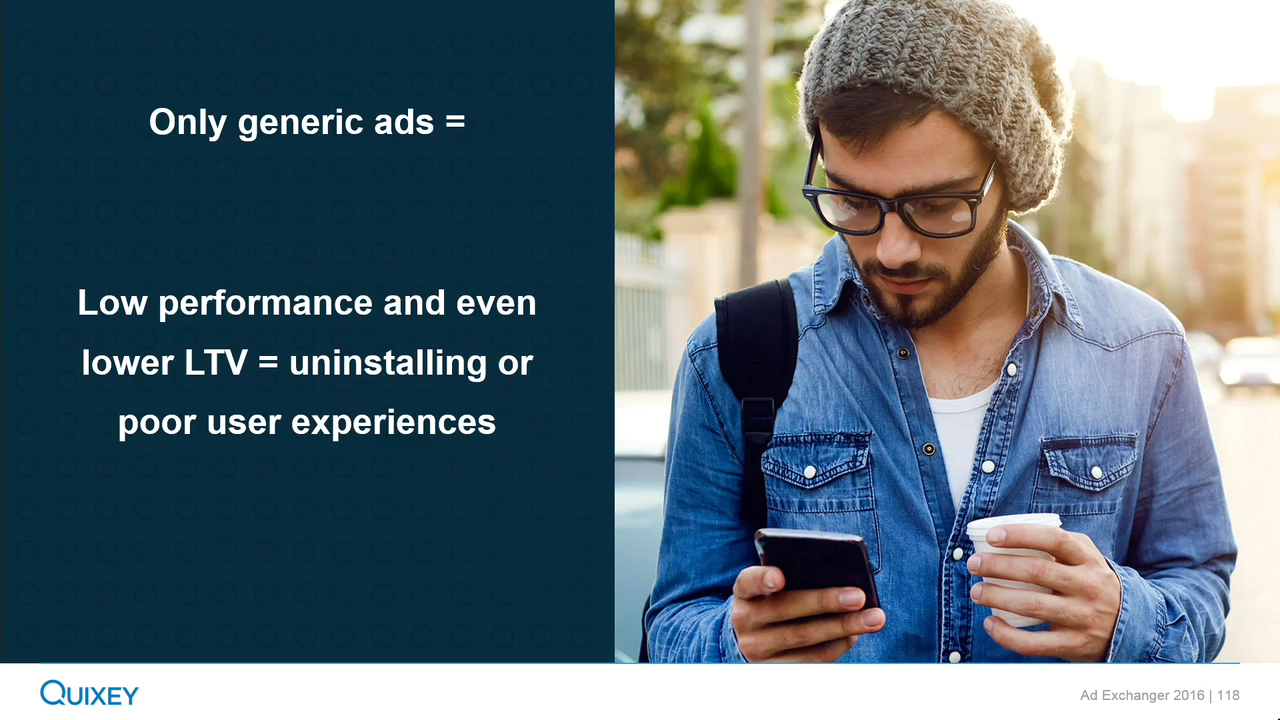 Only generic ads =
Low performance and even
lower LTV = uninstalling or
poor user experiences
QUIXEY
Ad Exchanger 2016 | 118